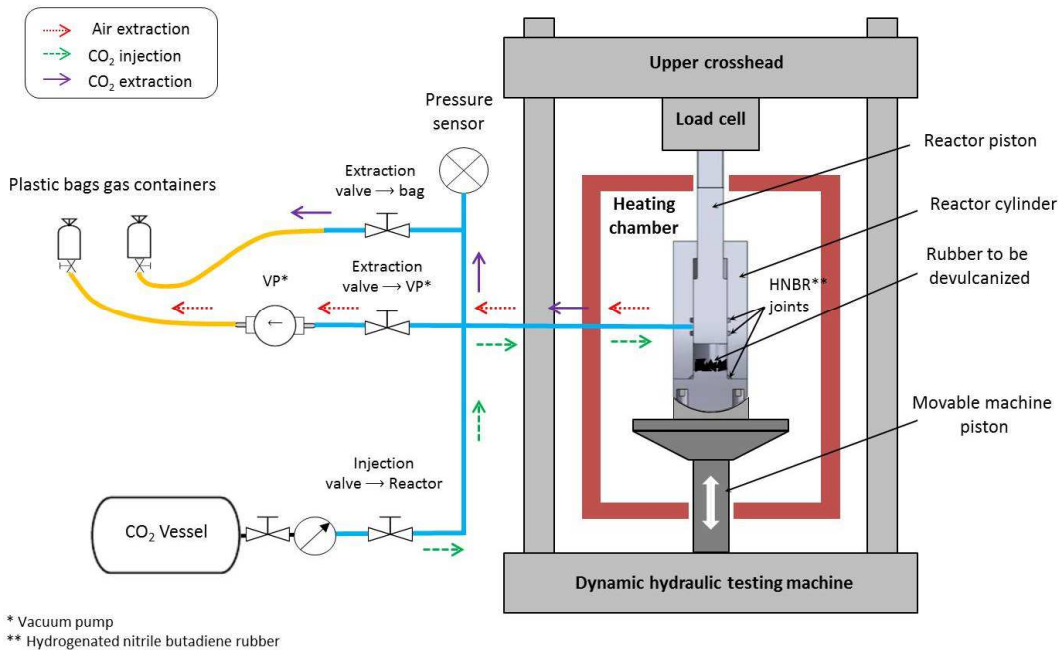 Air extraction
CO₂ injection
CO₂ extraction
Upper crosshead
Load cell
Pressure
sensor
Reactor piston
Extraction
valve → bag
Plastic bags gas containers
Heating
chamber
Reactor cylinder
Rubber to be
devulcanized
VP*
Extraction
valve → VP*
HNBR**
joints
Movable machine
piston
Injection
valve → Reactor
CO₂ Vessel
Dynamic hydraulic testing machine
* Vacuum pump
** Hydrogenated nitrile butadiene rubber